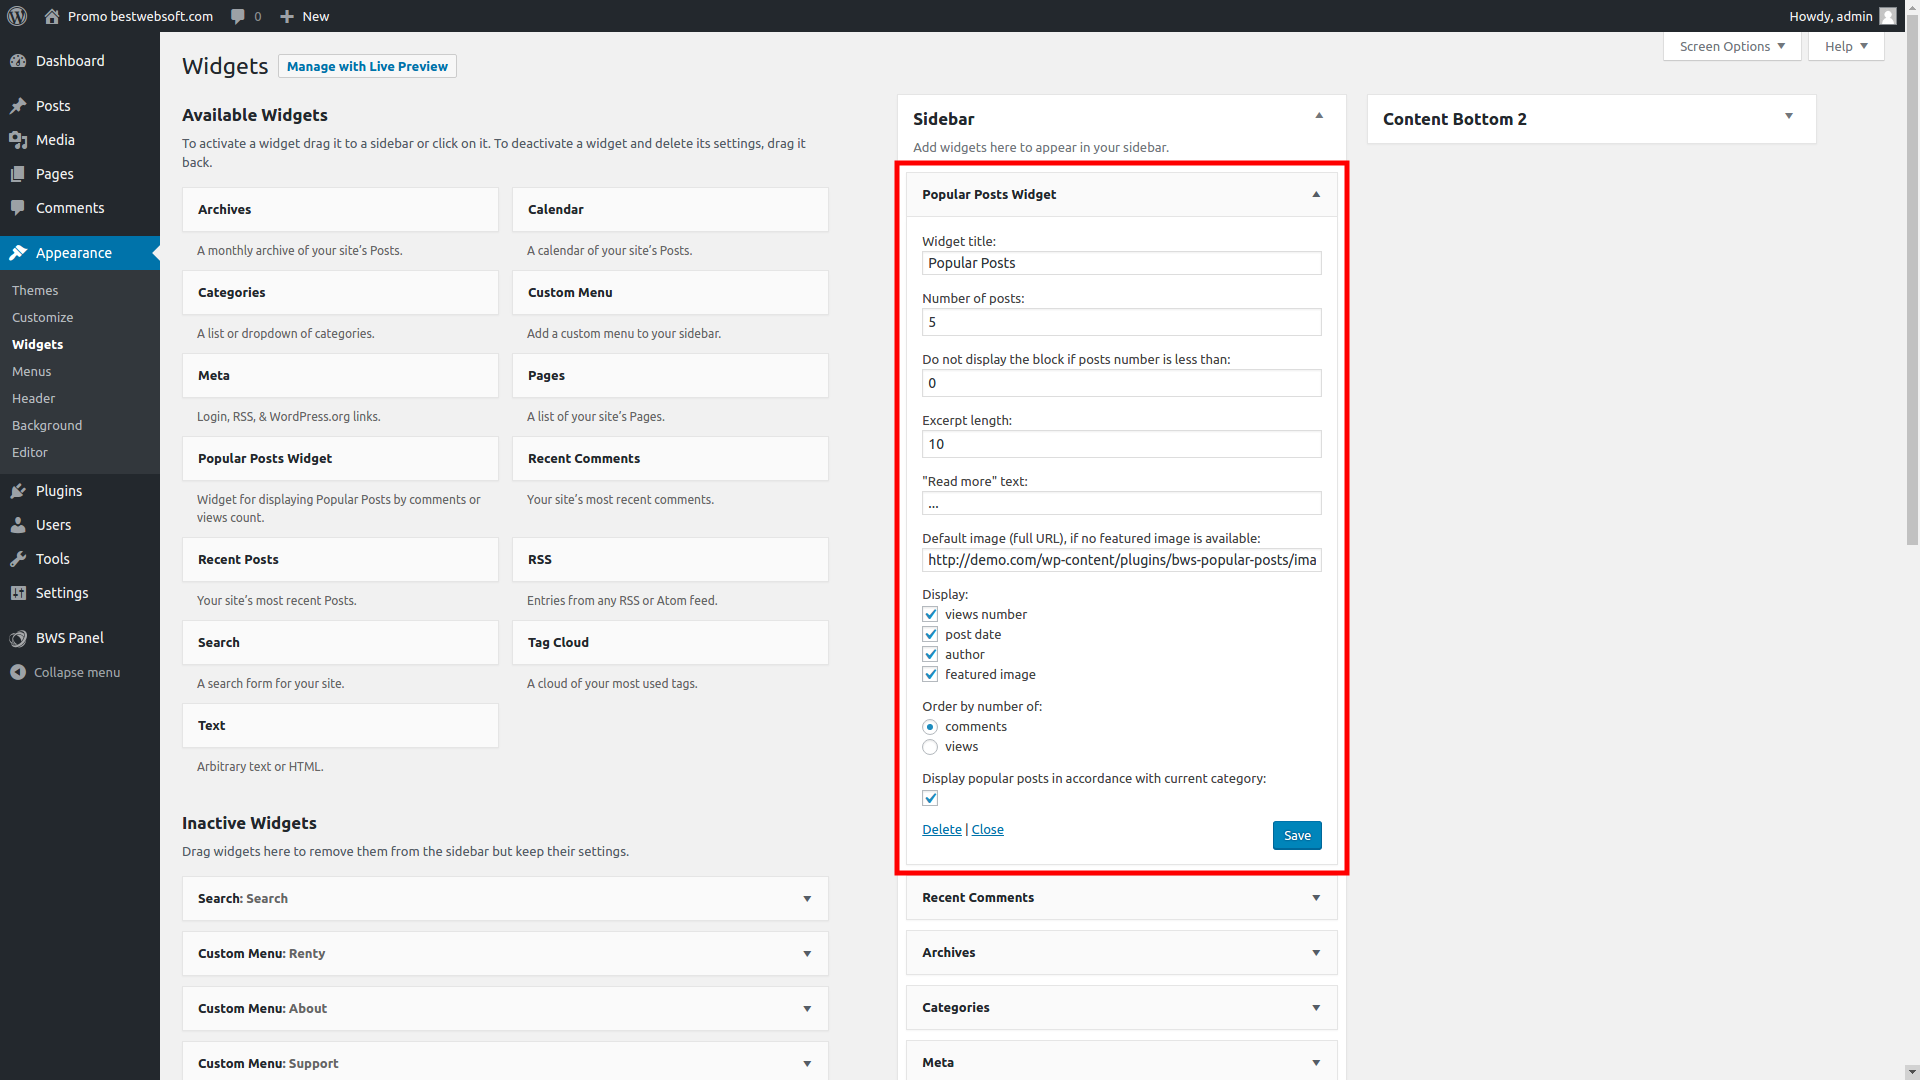 Promo bestwebsoft.com
0
New
Howdy, admin
Dashboard
Posts
Media
Pages
Comments
Appearance
Themes
Customize
Widgets
Menus
Header
Background
Editor
Plugins
Users
Tools
Settings
BWS Panel
Collapse menu
Screen Options
Help
Widgets
Manage with Live Preview
Available Widgets
To activate a widget drag it to a sidebar or click on it. To deactivate a widget and delete its settings, drag it
back.
Archives
A monthly archive of your site’s Posts.
Calendar
A calendar of your site’s Posts.
Categories
A list or dropdown of categories.
Custom Menu
Add a custom menu to your sidebar.
Meta
Login, RSS, & WordPress.org links.
Pages
A list of your site’s Pages.
Popular Posts Widget
Widget for displaying Popular Posts by comments or
views count.
Recent Comments
Your site’s most recent comments.
Recent Posts
Your site’s most recent Posts.
RSS
Entries from any RSS or Atom feed.
Search
A search form for your site.
Tag Cloud
A cloud of your most used tags.
Text
Arbitrary text or HTML.
Inactive Widgets
Drag widgets here to remove them from the sidebar but keep their settings.
Search: Search
Custom Menu: Renty
Custom Menu: About
Custom Menu: Support
Sidebar
Add widgets here to appear in your sidebar.
Popular Posts Widget
Widget title:
Popular Posts
Number of posts:
5
Do not display the block if posts number is less than:
0
Excerpt length:
10
"Read more" text:
...
Default image (full URL), if no featured image is available:
http://demo.com/wp-content/plugins/bws-popular-posts/ima
Display:
views number
post date
author
featured image
Order by number of:
comments
views
Display popular posts in accordance with current category:
Delete | Close
Save
Recent Comments
Archives
Categories
Meta
Content Bottom 2